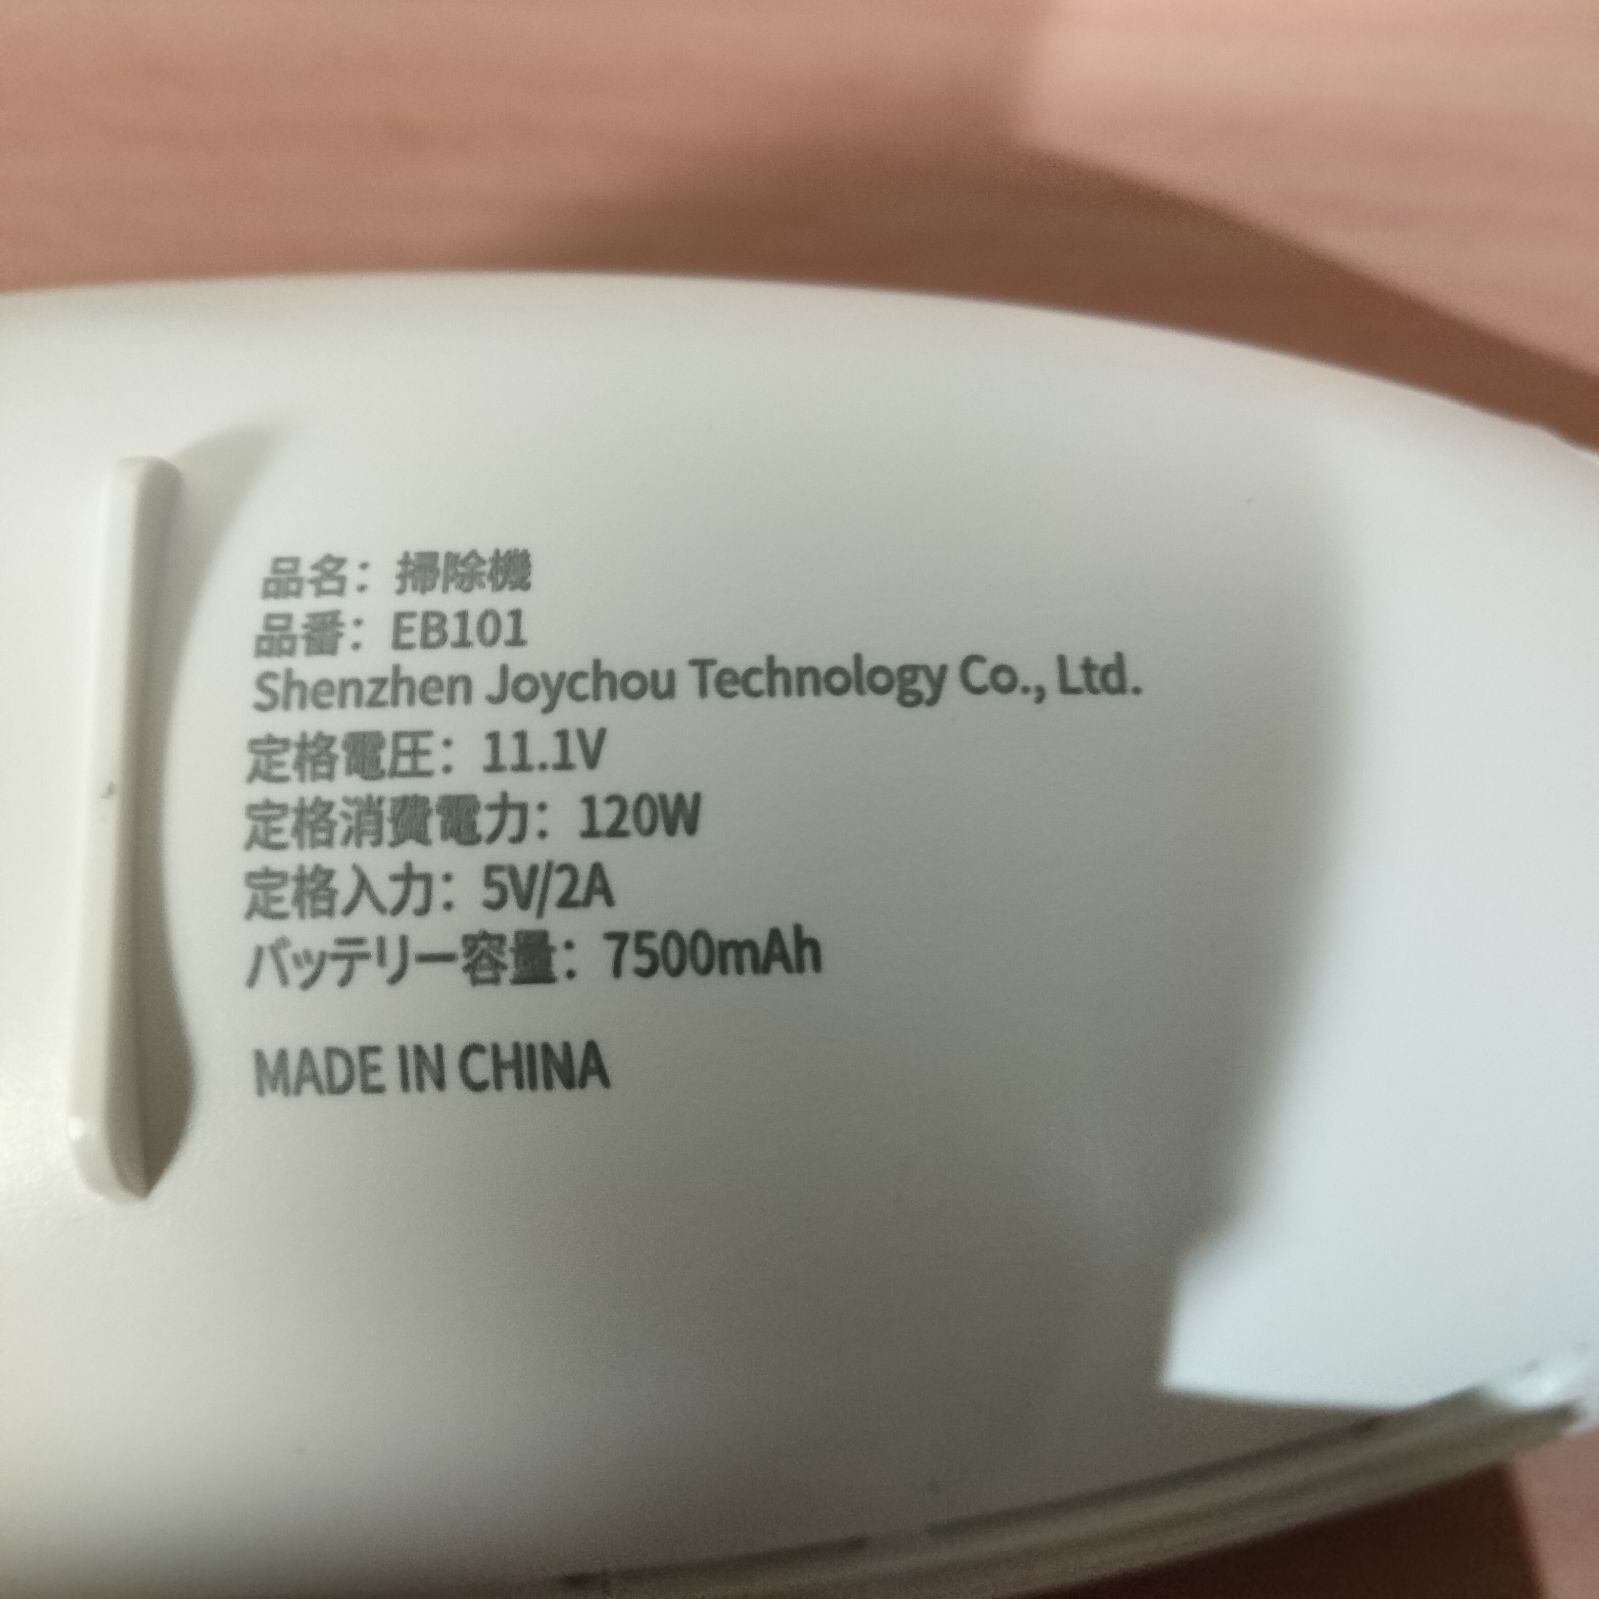 品名：掃除機
品番：EB101
Shenzhen Joychou Technology Co., Ltd.
定格電圧：11.1V
定格消費電力：120W
定格入力：5V/2A
バッテリー容量：7500mAh
MADE IN CHINA